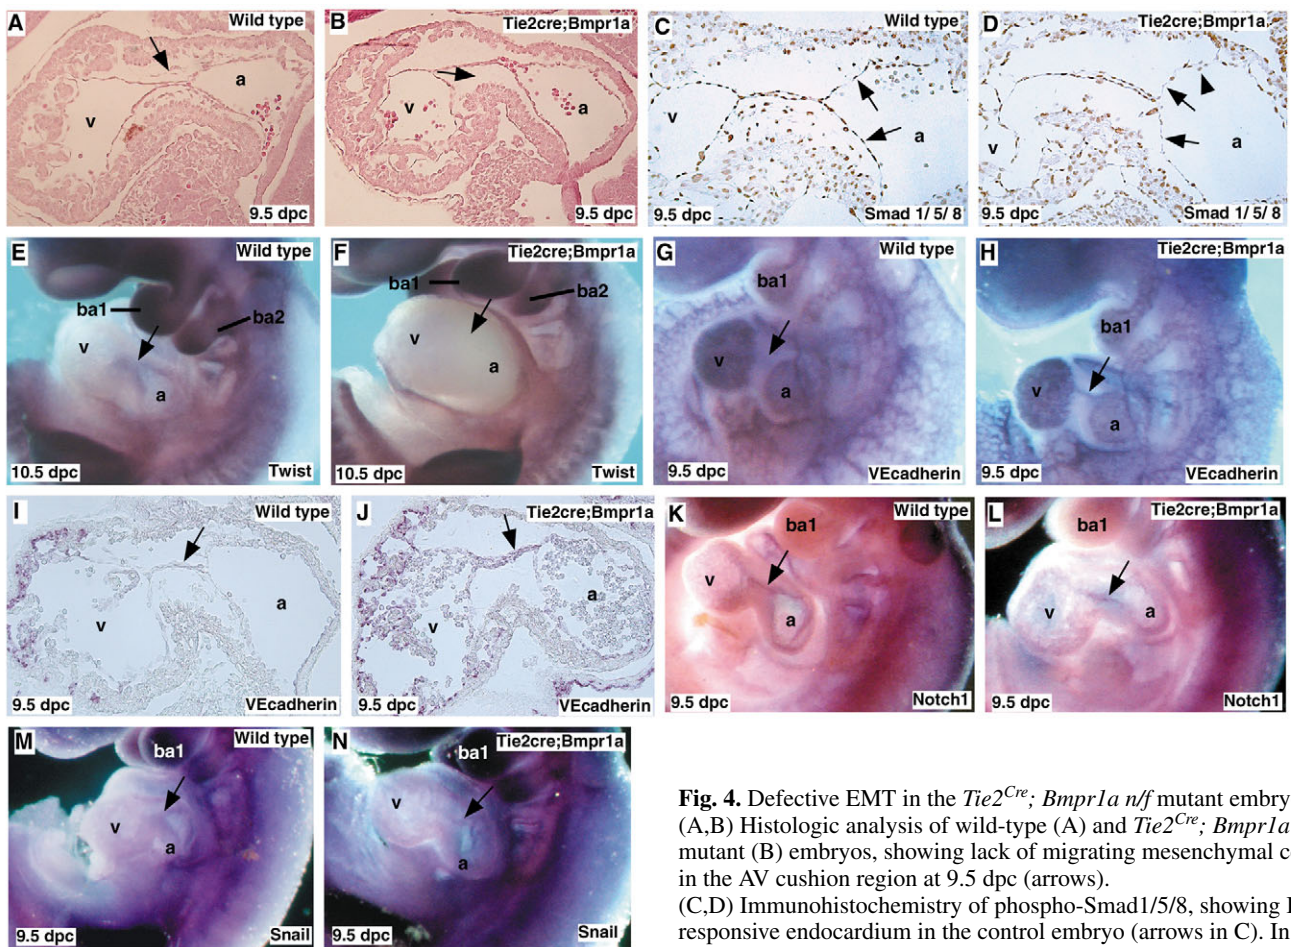 A Wild type
a
v
9.5 dpc
B Tie2cre;Bmpr1a
v
a
9.5 dpc
C Wild type
v
a
9.5 dpc Smad 1/ 5/ 8
D Tie2cre;Bmpr1a
a
v
9.5 dpc Smad 1/ 5/ 8
E Wild type
ba1
ba2
v
a
10.5 dpc Twist
F Tie2cre;Bmpr1a
ba1
ba2
v
a
10.5 dpc Twist
G Wild type
ba1
v
a
9.5 dpc VEcadherin
H Tie2cre;Bmpr1a
ba1
v
a
9.5 dpc VEcadherin
I Wild type
a
v
9.5 dpc VEcadherin
J Tie2cre;Bmpr1a
a
v
9.5 dpc VEcadherin
K Wild type
ba1
v
a
9.5 dpc Notch1
L Tie2cre;Bmpr1a
ba1
v
a
9.5 dpc Notch1
M Wild type
ba1
v
a
9.5 dpc Snail
N Tie2cre;Bmpr1a
ba1
v
a
9.5 dpc Snail
Fig. 4. Defective EMT in the Tie2Cre; Bmpr1a n/f mutant embry
(A,B) Histologic analysis of wild-type (A) and Tie2Cre; Bmpr1a
mutant (B) embryos, showing lack of migrating mesenchymal c
in the AV cushion region at 9.5 dpc (arrows).
(C,D) Immunohistochemistry of phospho-Smad1/5/8, showing
responsive endocardium in the control embryo (arrows in C). In